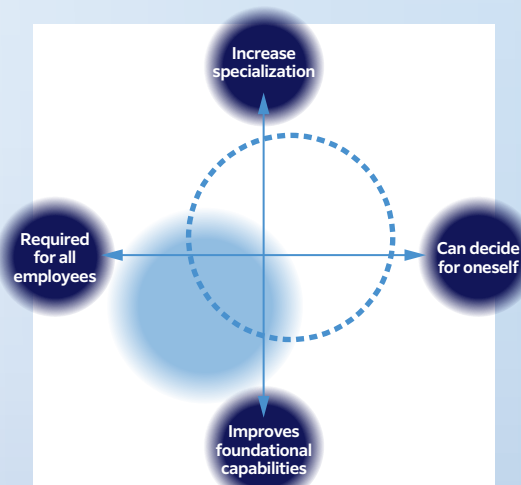 Increase
specialization
Required
for all
employees
Can decide
for oneself
Improves
foundational
capabilities